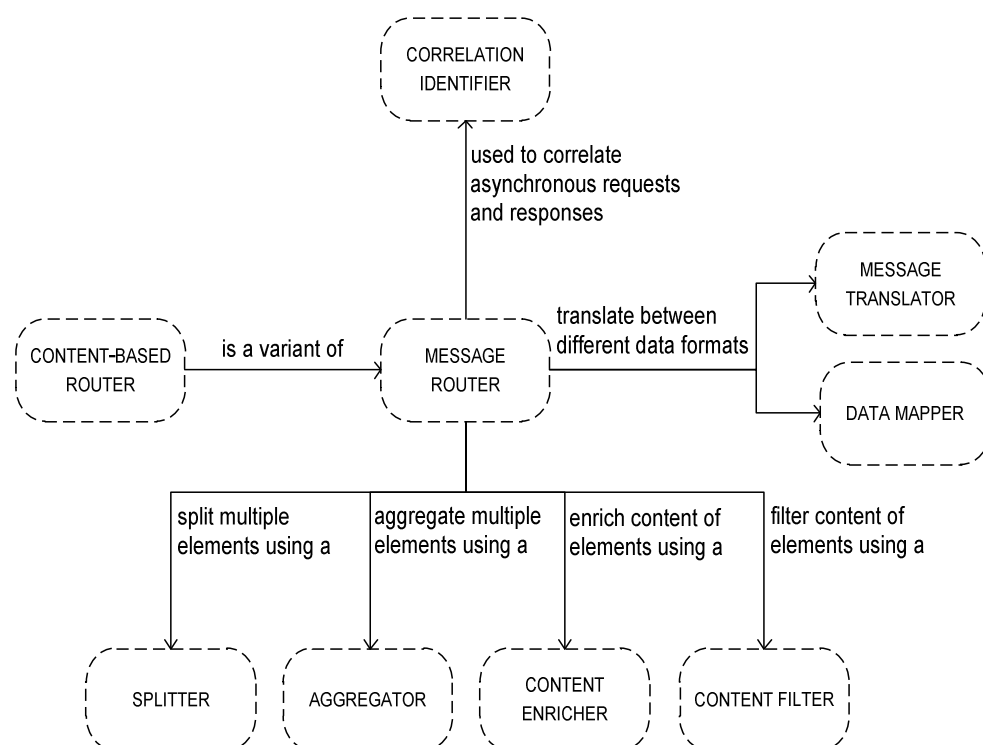 CORRELATION
IDENTIFIER
used to correlate
asynchronous requests
and responses
MESSAGE
TRANSLATOR
translate between
different data formats
CONTENT-BASED
ROUTER
is a variant of
MESSAGE
ROUTER
DATA MAPPER
split multiple
elements using a
aggregate multiple
elements using a
enrich content of
elements using a
filter content of
elements using a
SPLITTER
AGGREGATOR
CONTENT
ENRICHER
CONTENT FILTER